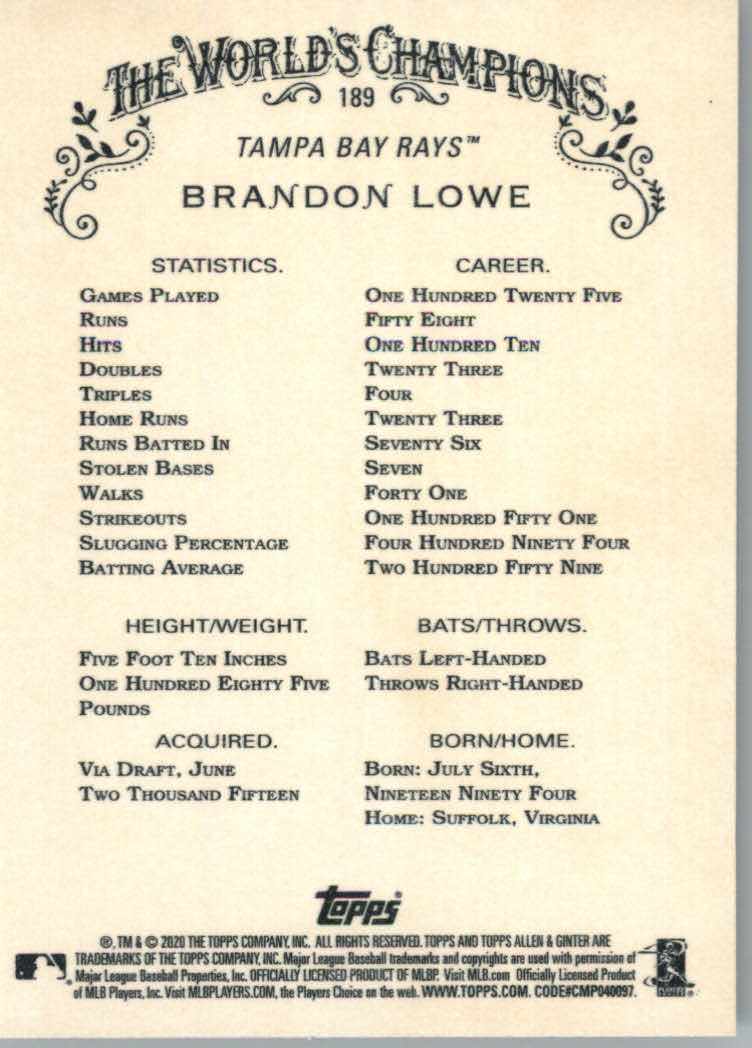 THE WORLD'S CHAMPIONS
189
TAMPA BAY RAYS™
BRANDON LOWE
STATISTICS. CAREER.
GAMES PLAYED ONE HUNDRED TWENTY FIVE
RUNS FIFTY EIGHT
HITS ONE HUNDRED TEN
DOUBLES TWENTY THREE
TRIPLES FOUR
HOME RUNS TWENTY THREE
RUNS BATTED IN SEVENTY SIX
STOLEN BASES SEVEN
WALKS FORTY ONE
STRIKEOUTS ONE HUNDRED FIFTY ONE
SLUGGING PERCENTAGE FOUR HUNDRED NINETY FOUR
BATTING AVERAGE TWO HUNDRED FIFTY NINE
HEIGHT/WEIGHT.
FIVE FOOT TEN INCHES
ONE HUNDRED EIGHTY FIVE
POUNDS
BATS/THROWS.
BATS LEFT-HANDED
THROWS RIGHT-HANDED
ACQUIRED.
VIA DRAFT, JUNE
TWO THOUSAND FIFTEEN
BORN/HOME.
BORN: JULY SIXTH,
NINETEEN NINETY FOUR
HOME: SUFFOLK, VIRGINIA
topps®
®, TM & © 2020 THE TOPPS COMPANY, INC. ALL RIGHTS RESERVED. TOPPS AND TOPPS ALLEN & GINTER ARE
TRADEMARKS OF THE TOPPS COMPANY, INC. Major League Baseball trademarks and copyrights are used with permission of
Major League Baseball Properties, Inc. OFFICIALLY LICENSED PRODUCT OF MLBP. Visit MLB.com Officially Licensed Product
of MLB Players, Inc. Visit MLBPLAYERS.COM, the Players Choice on the web. WWW.TOPPS.COM. CODE#CMP040097.